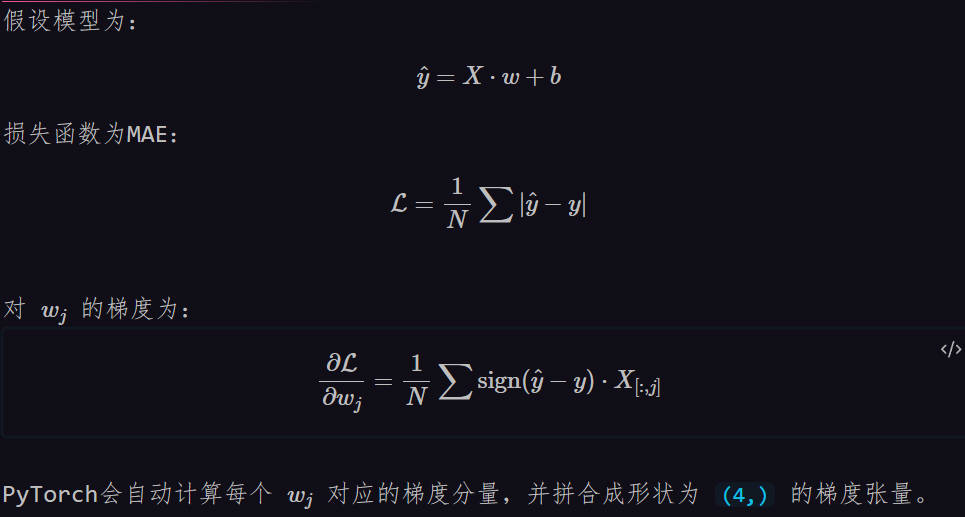 假设模型为：
ŷ = X · w + b
损失函数为MAE：
ℒ = 1/N ∑ |ŷ − y|
对 w_j 的梯度为：
</>
∂ℒ/∂w_j = 1/N ∑ sign(ŷ − y) · X_[:,j]
PyTorch会自动计算每个 w_j 对应的梯度分量，并拼合成形状为 (4,) 的梯度张量。